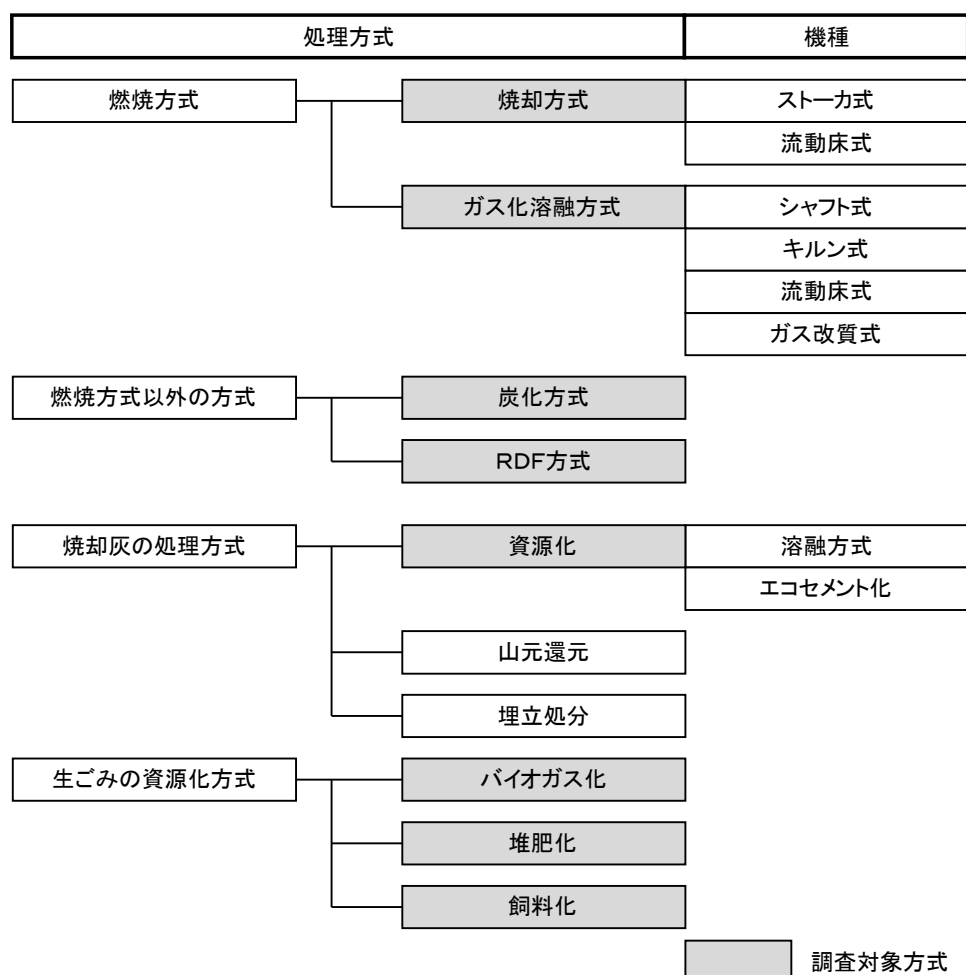 処理方式 機種
燃焼方式 焼却方式 ストーカ式
流動床式
ガス化溶融方式 シャフト式
キルン式
流動床式
ガス改質式
燃焼方式以外の方式 炭化方式
RDF方式
焼却灰の処理方式 資源化 溶融方式
エコセメント化
山元還元
埋立処分
生ごみの資源化方式 バイオガス化
堆肥化
飼料化
調査対象方式